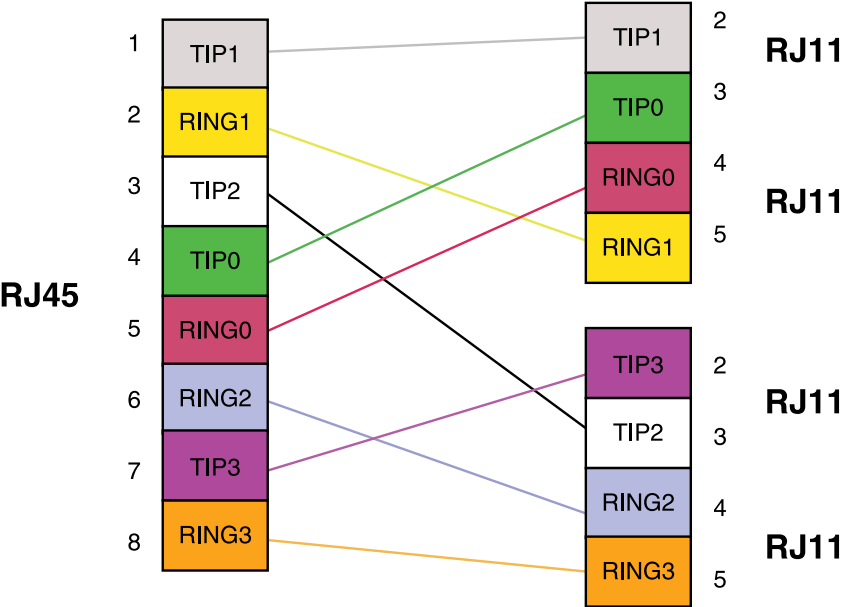 RJ45
1 TIP1
2 RING1
3 TIP2
4 TIP0
5 RING0
6 RING2
7 TIP3
8 RING3
TIP1 2
RJ11
TIP0 3
RING0 4
RJ11
RING1 5
TIP3 2
RJ11
TIP2 3
RING2 4
RJ11
RING3 5